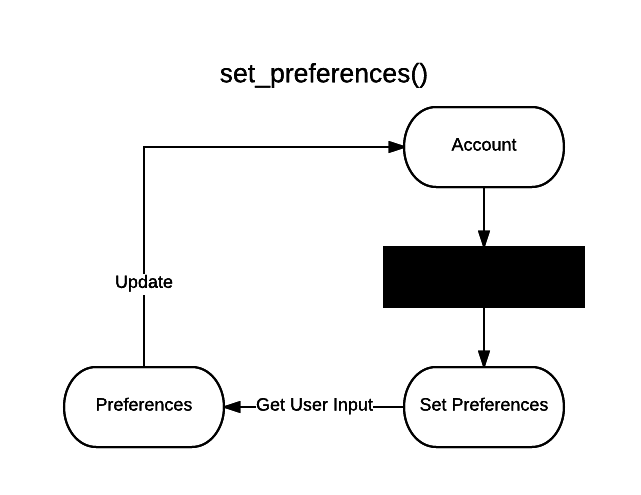 set_preferences()
Account
Update
Preferences
Get User Input
Set Preferences